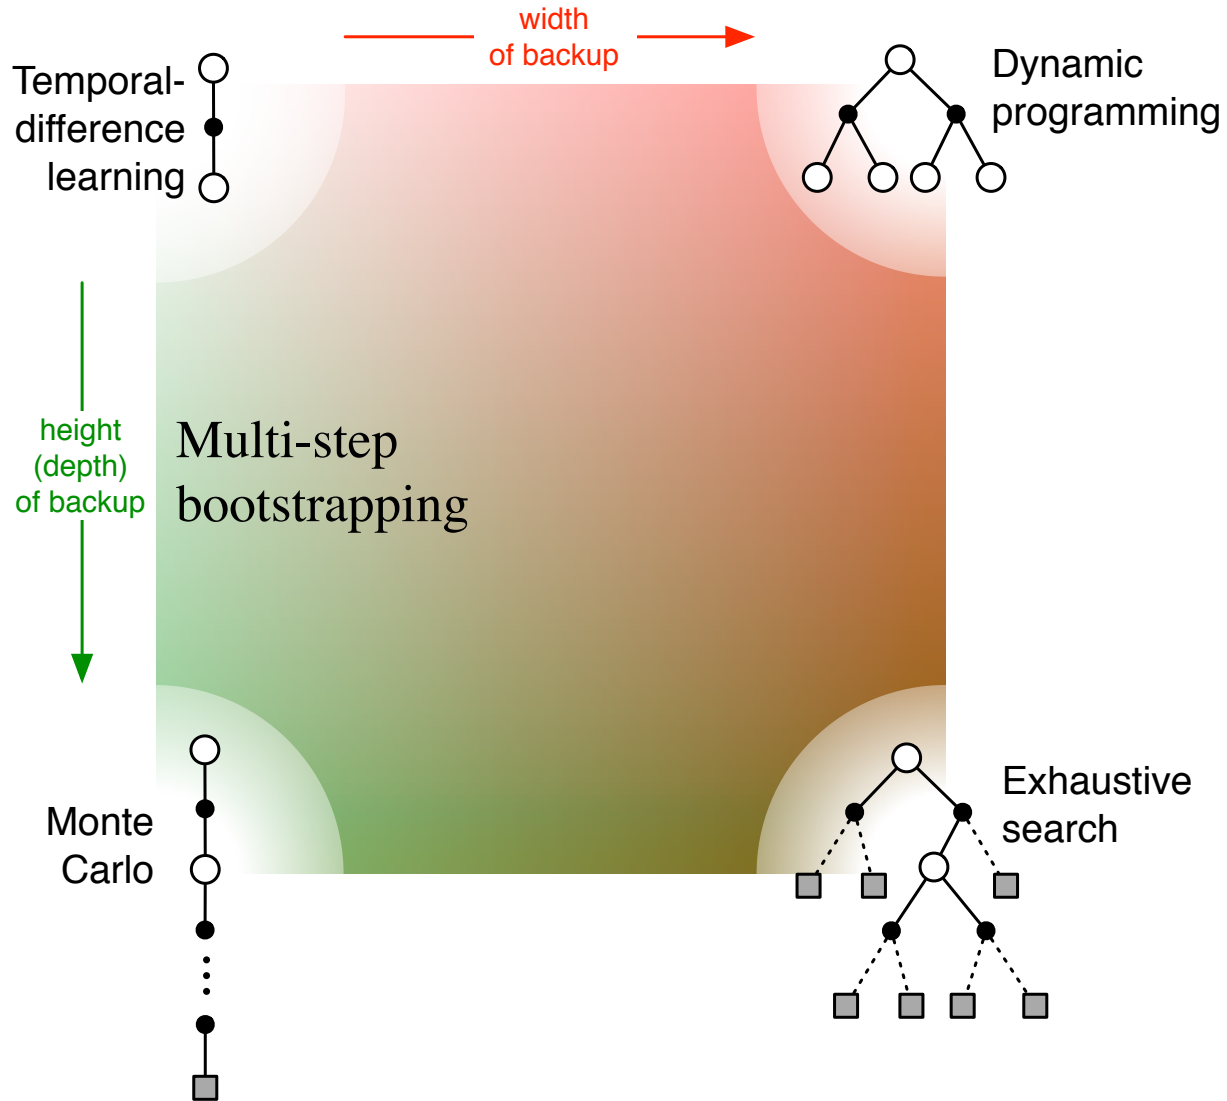 width
of backup
Temporal-
difference
learning
Dynamic
programming
height
(depth)
of backup
Multi-step
bootstrapping
Monte
Carlo
Exhaustive
search